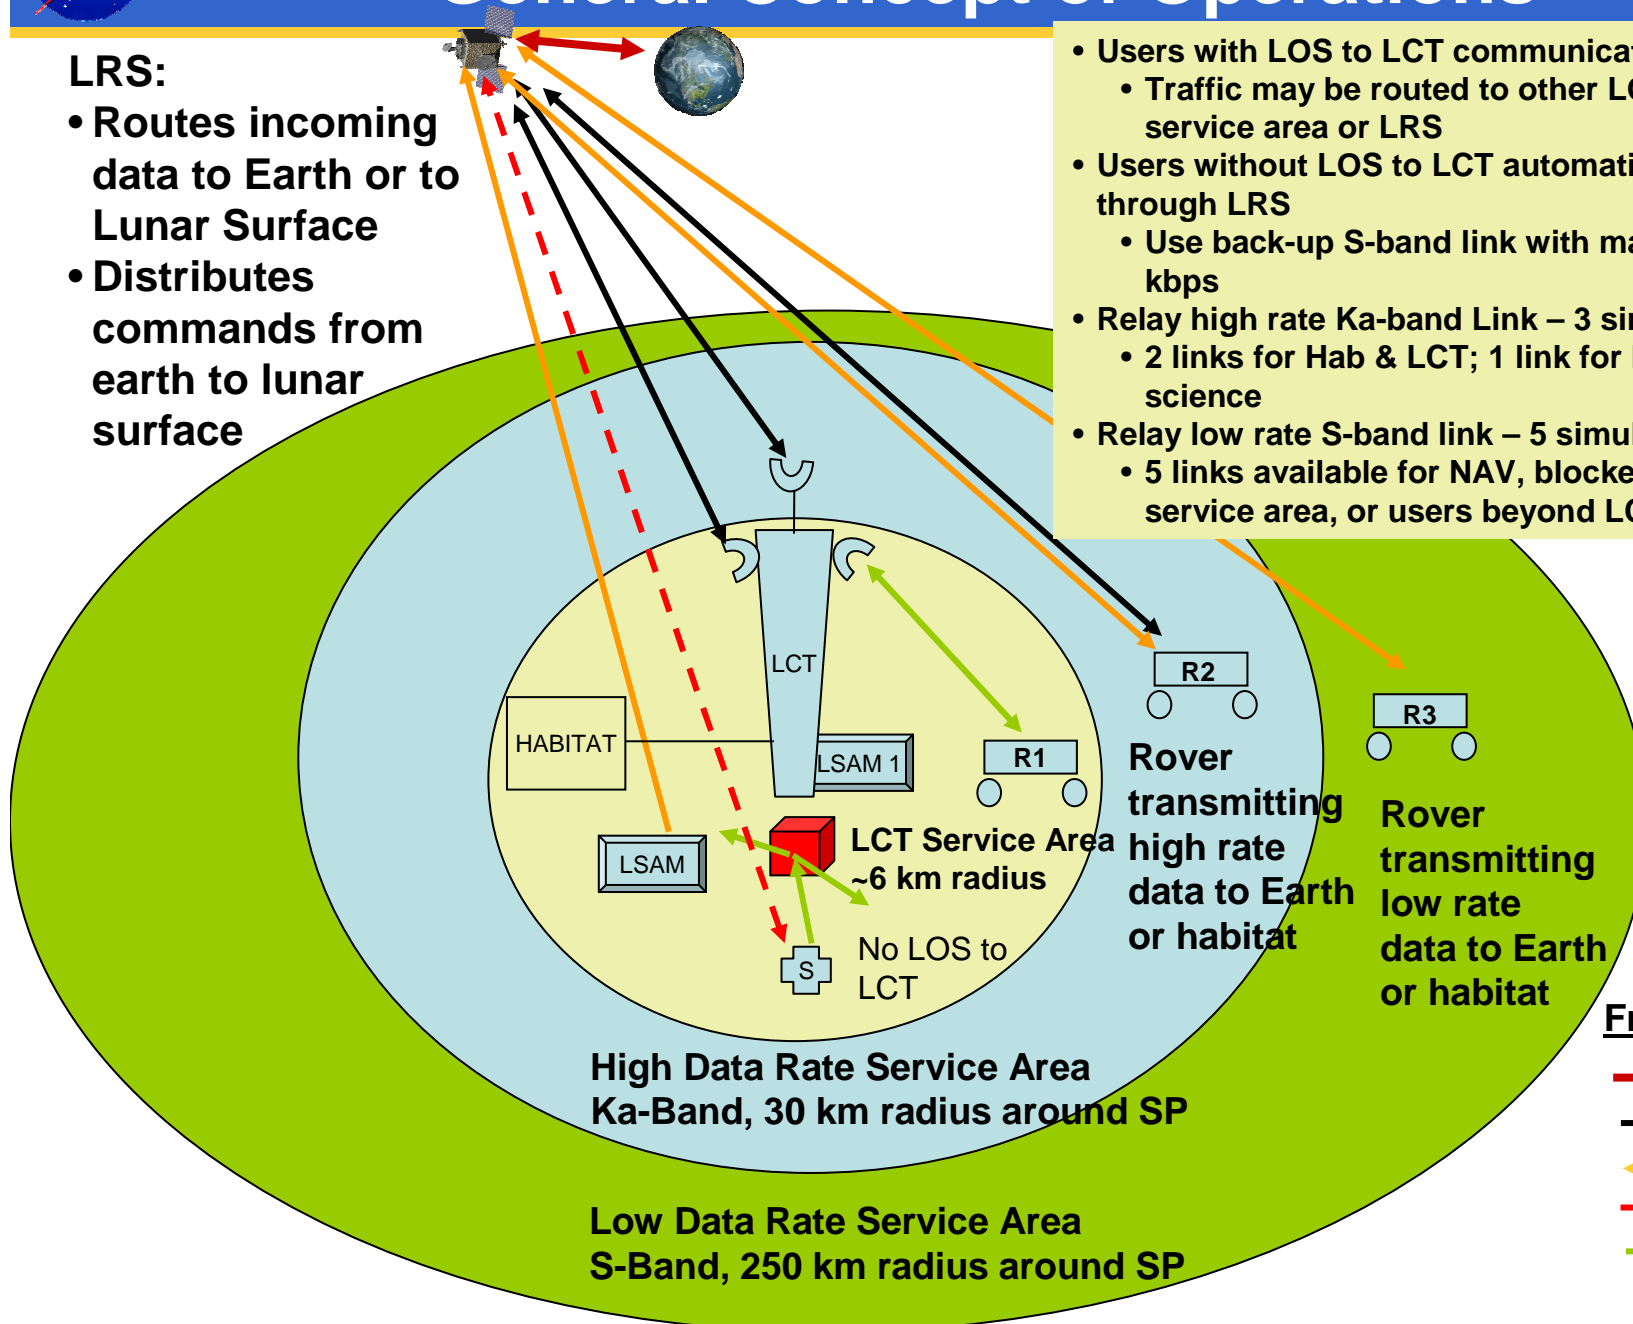 General Concept of Operations
LRS:
• Routes incoming
data to Earth or to
Lunar Surface
• Distributes
commands from
earth to lunar
surface
• Users with LOS to LCT
• Traffic may be routed to other
service area or LRS
• Users without LOS to LCT
through LRS
• Use back-up S-band link with
kbps
• Relay high rate Ka-band Link – 3
• 2 links for Hab & LCT; 1 link for
science
• Relay low rate S-band link – 5
• 5 links available for NAV,
service area, or users beyond
LCT
HABITAT
LSAM 1
LSAM
R1
R2
R3
S
LCT Service Area
~6 km radius
No LOS to
LCT
Rover
transmitting
high rate
data to Earth
or habitat
Rover
transmitting
low rate
data to Earth
or habitat
High Data Rate Service Area
Ka-Band, 30 km radius around SP
Low Data Rate Service Area
S-Band, 250 km radius around SP